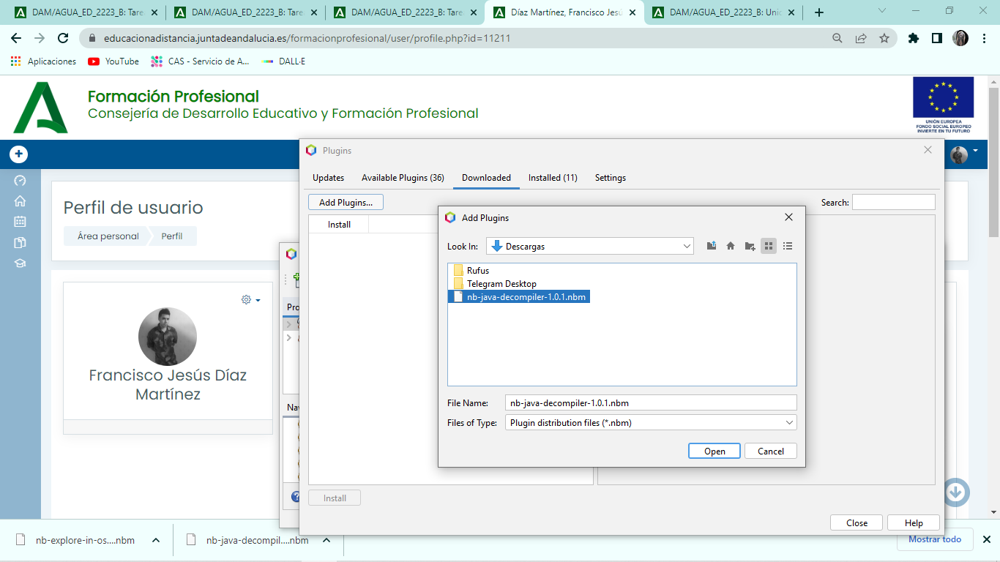 DAM/AGUA_ED_2223_B: Tare
DAM/AGUA_ED_2223_B: Tare
DAM/AGUA_ED_2223_B: Tare
Díaz Martínez, Francisco Jesú
DAM/AGUA_ED_2223_B: Unid
educacionadistancia.juntadeandalucia.es/formacionprofesional/user/profile.php?id=11211
Aplicaciones
YouTube
CAS - Servicio de A...
DALL·E
Formación Profesional
Consejería de Desarrollo Educativo y Formación Profesional
UNIÓN EUROPEA
FONDO SOCIAL EUROPEO
INVIERTE EN TU FUTURO
Perfil de usuario
Área personal
Perfil
Francisco Jesús Díaz
Martínez
Pro
Nav
Plugins
Updates
Available Plugins (36)
Downloaded
Installed (11)
Settings
Add Plugins...
Search:
Install
Add Plugins
Look In:
Descargas
Rufus
Telegram Desktop
nb-java-decompiler-1.0.1.nbm
File Name:
nb-java-decompiler-1.0.1.nbm
Files of Type:
Plugin distribution files (*.nbm)
Open
Cancel
Install
Close
Help
nb-explore-in-os....nbm
nb-java-decompil....nbm
Mostrar todo